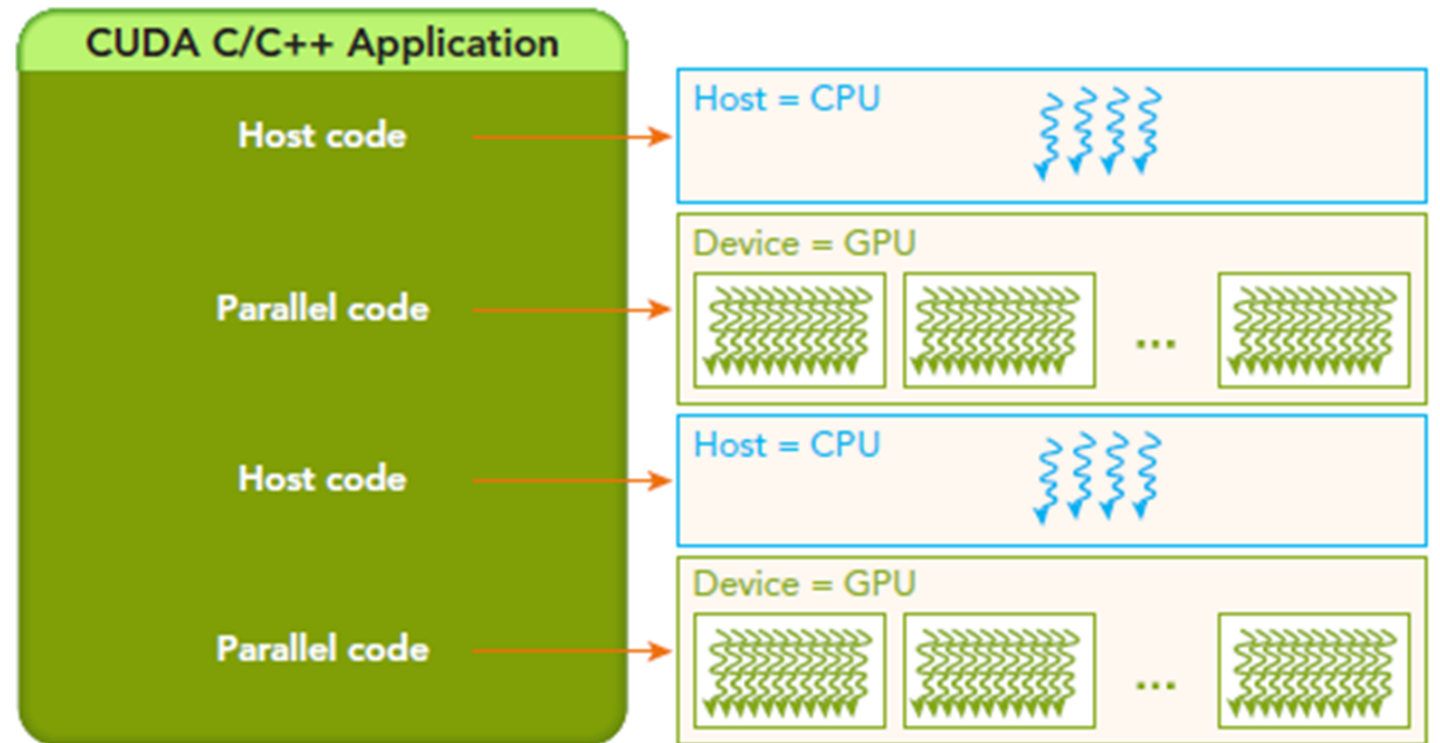 CUDA C/C++ Application
Host code
Host = CPU
Parallel code
Device = GPU
...
Host code
Host = CPU
Parallel code
Device = GPU
...